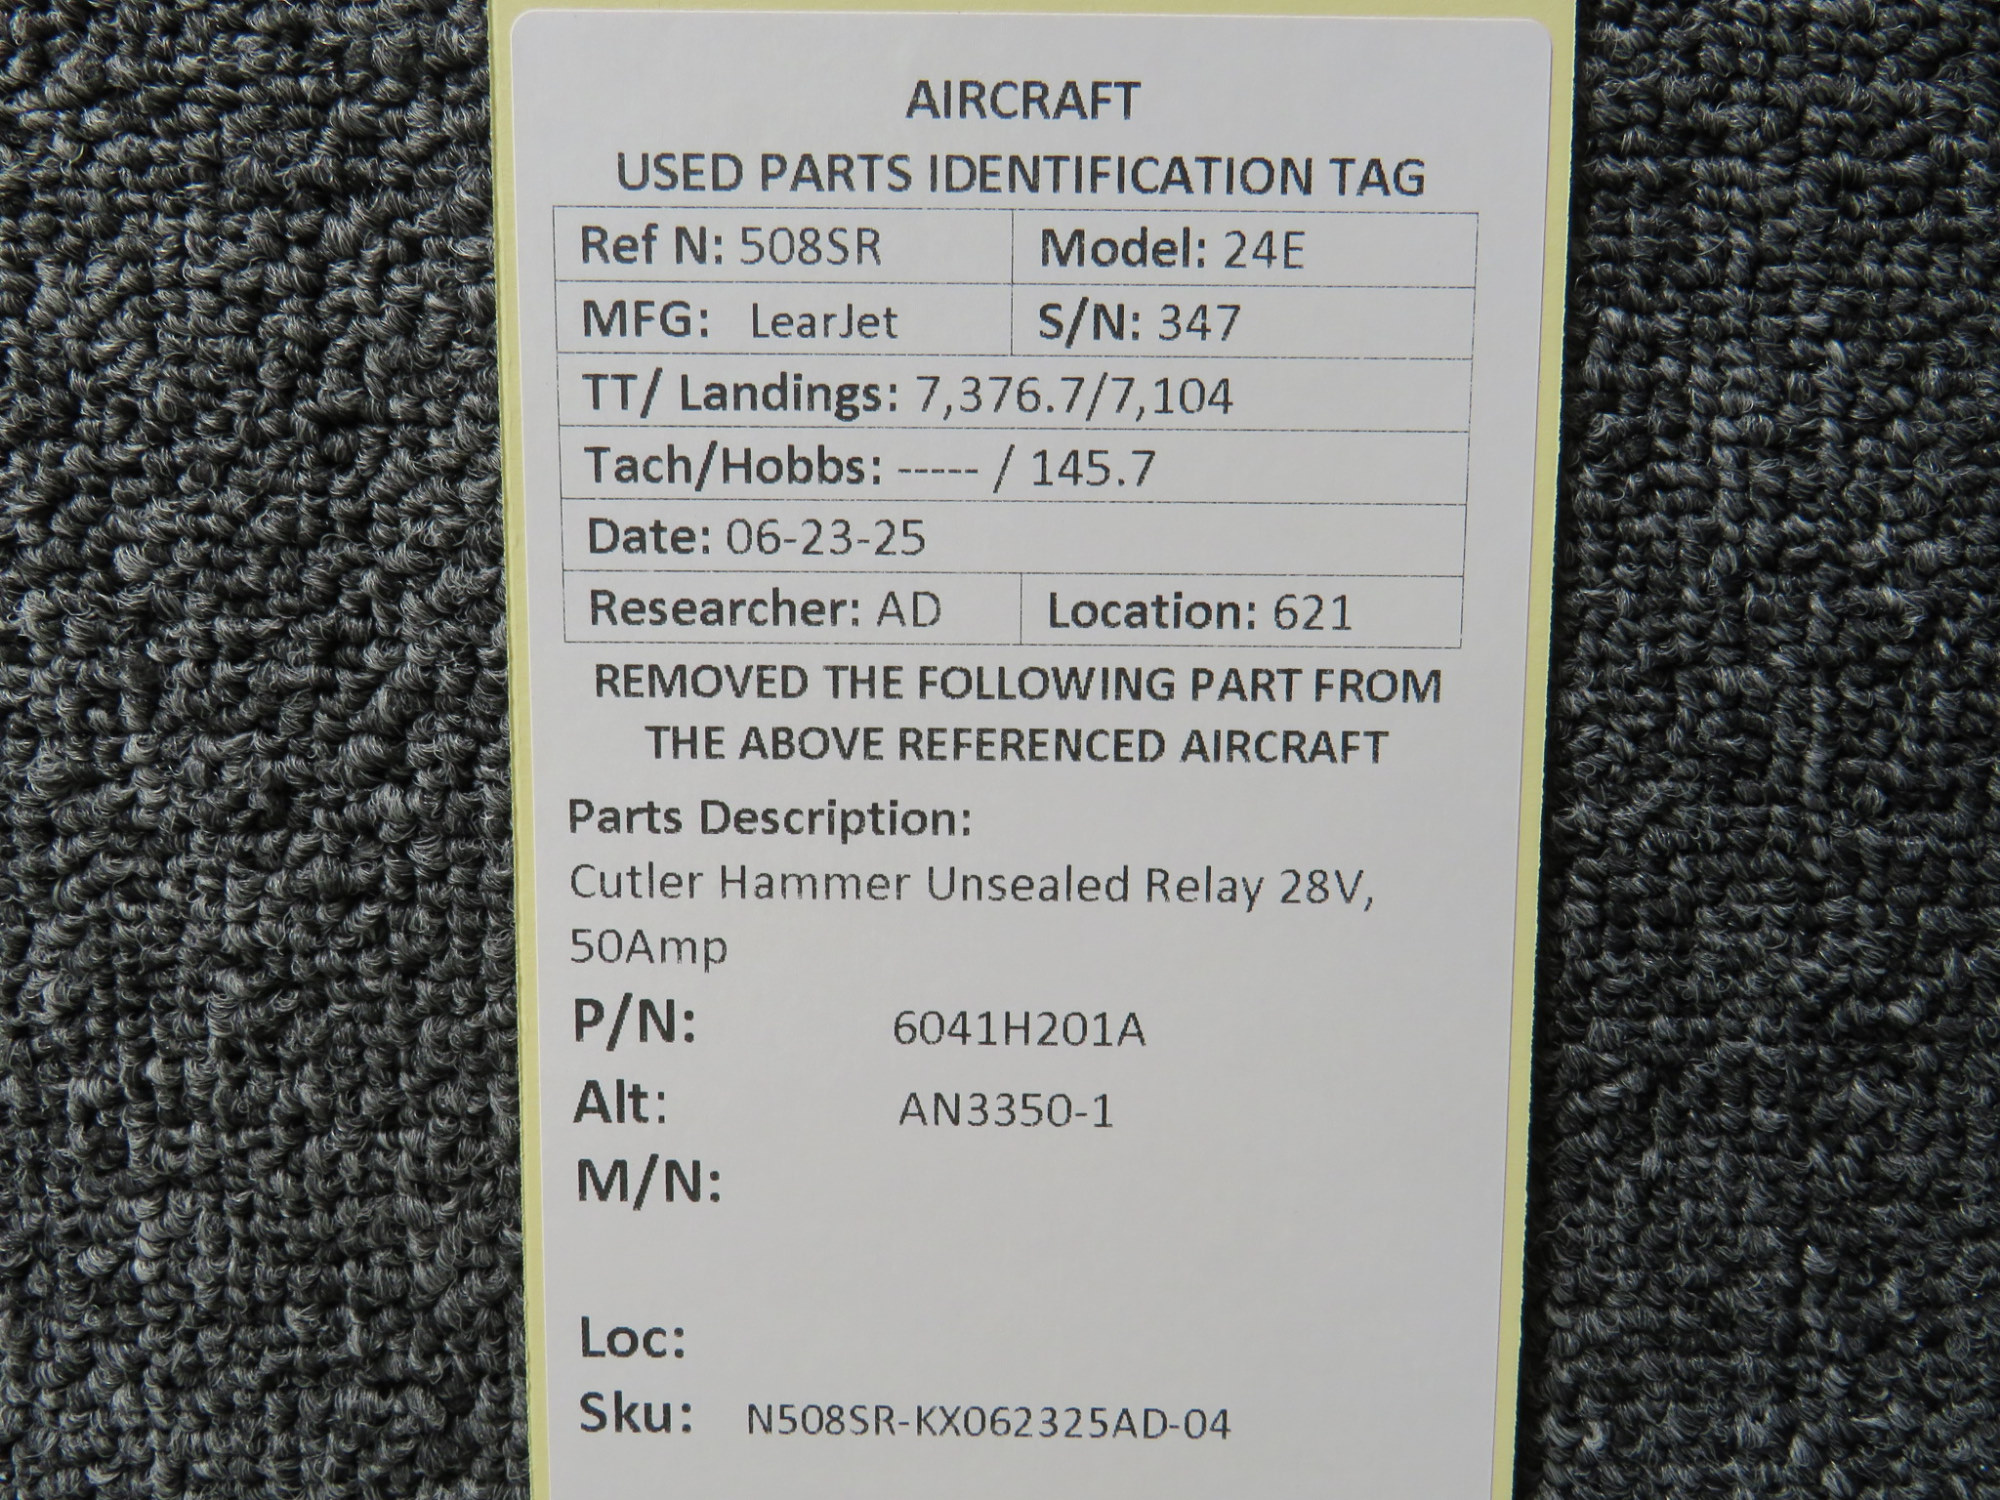 AIRCRAFT
USED PARTS IDENTIFICATION TAG
Ref N: 508SR Model: 24E
MFG: LearJet S/N: 347
TT/ Landings: 7,376.7/7,104
Tach/Hobbs: ----- / 145.7
Date: 06-23-25
Researcher: AD Location: 621
REMOVED THE FOLLOWING PART FROM
THE ABOVE REFERENCED AIRCRAFT
Parts Description:
Cutler Hammer Unsealed Relay 28V,
50Amp
P/N: 6041H201A
Alt: AN3350-1
M/N:
Loc:
Sku: N508SR-KX062325AD-04